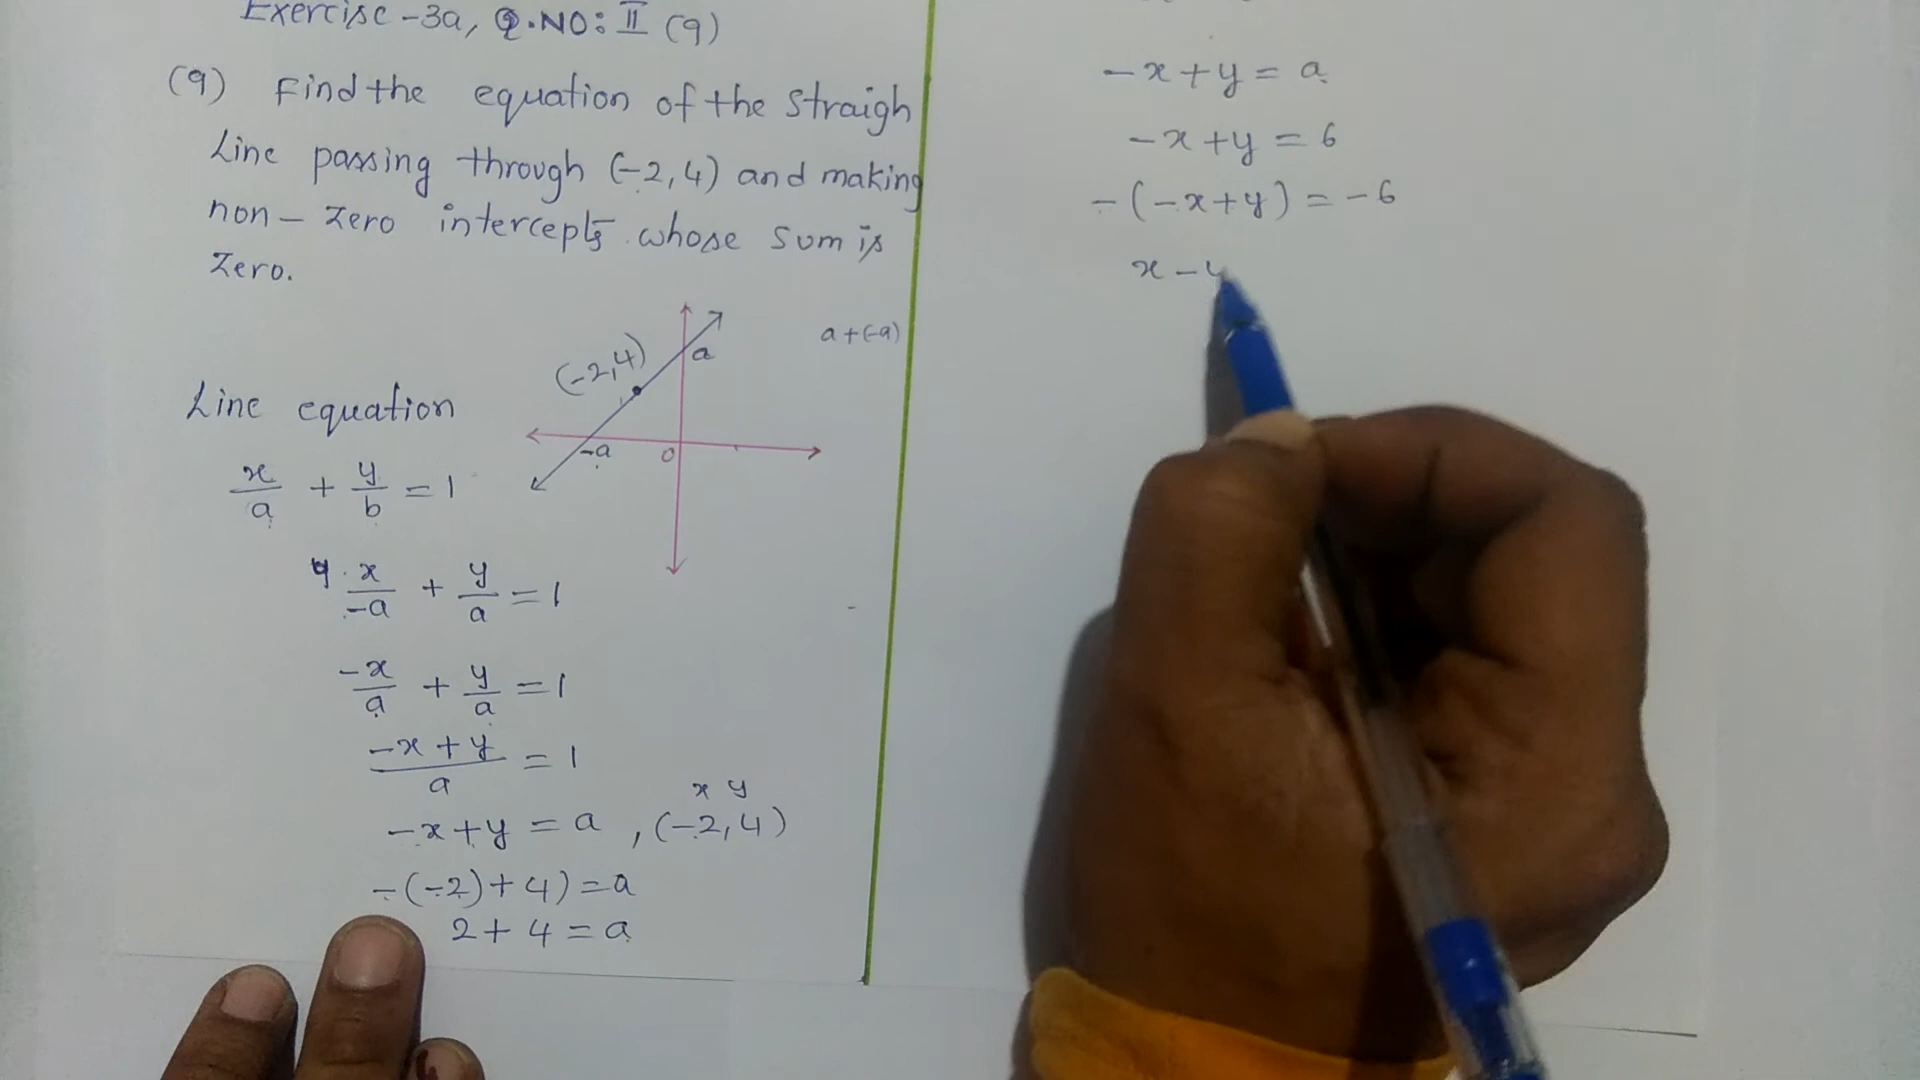 Exercise -3a, Q.NO: II (9)
(9) Find the equation of the straigh
Line passing through (-2,4) and making
non- zero intercepts whose sum is
zero.
a+(-a)
(-2,4)
a
-a
0
Line equation
x/a + y/b = 1
x/-a + y/a = 1
-x/a + y/a = 1
-x+y/a = 1
x y
-x+y = a , (-2,4)
-(-2)+4) = a
2+4 = a
-x+y = a
-x+y = 6
-(-x+y) = -6
x-y